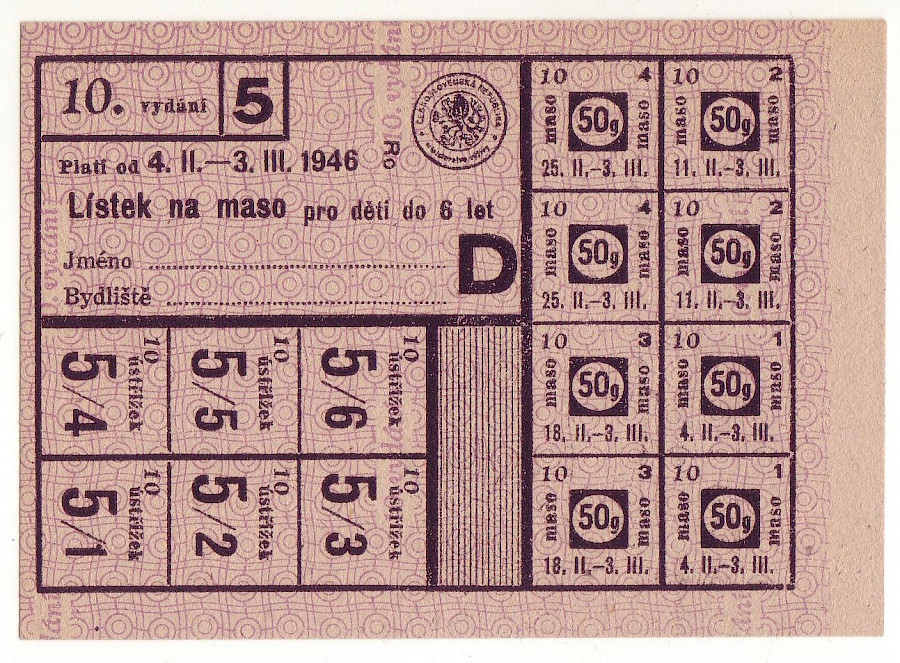 10. vydání 5
Platí od 4. II.—3. III. 1946
Lístek na maso pro děti do 6 let
Jméno
Bydliště
D
ČESKOSLOVENSKÁ REPUBLIKA
Ro
10. vydání
10 4
maso 50g maso
25. II.–3. III.
10 2
maso 50g maso
11. II.–3. III.
10 4
maso 50g maso
25. II.–3. III.
10 2
maso 50g maso
11. II.–3. III.
10 3
maso 50g maso
18. II.–3. III.
10 1
maso 50g maso
4. II.–3. III.
10 3
maso 50g maso
18. II.–3. III.
10 1
maso 50g maso
4. II.–3. III.
10
ústřižek
5/4
10
ústřižek
5/5
10
ústřižek
5/6
10
ústřižek
5/1
10
ústřižek
5/2
10
ústřižek
5/3